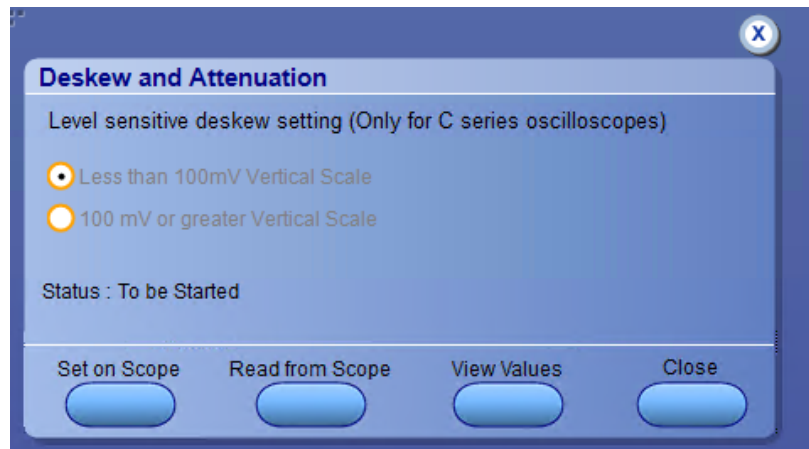 X
Deskew and Attenuation
Level sensitive deskew setting (Only for C series oscilloscopes)
Less than 100mV Vertical Scale
100 mV or greater Vertical Scale
Status : To be Started
Set on Scope Read from Scope View Values Close